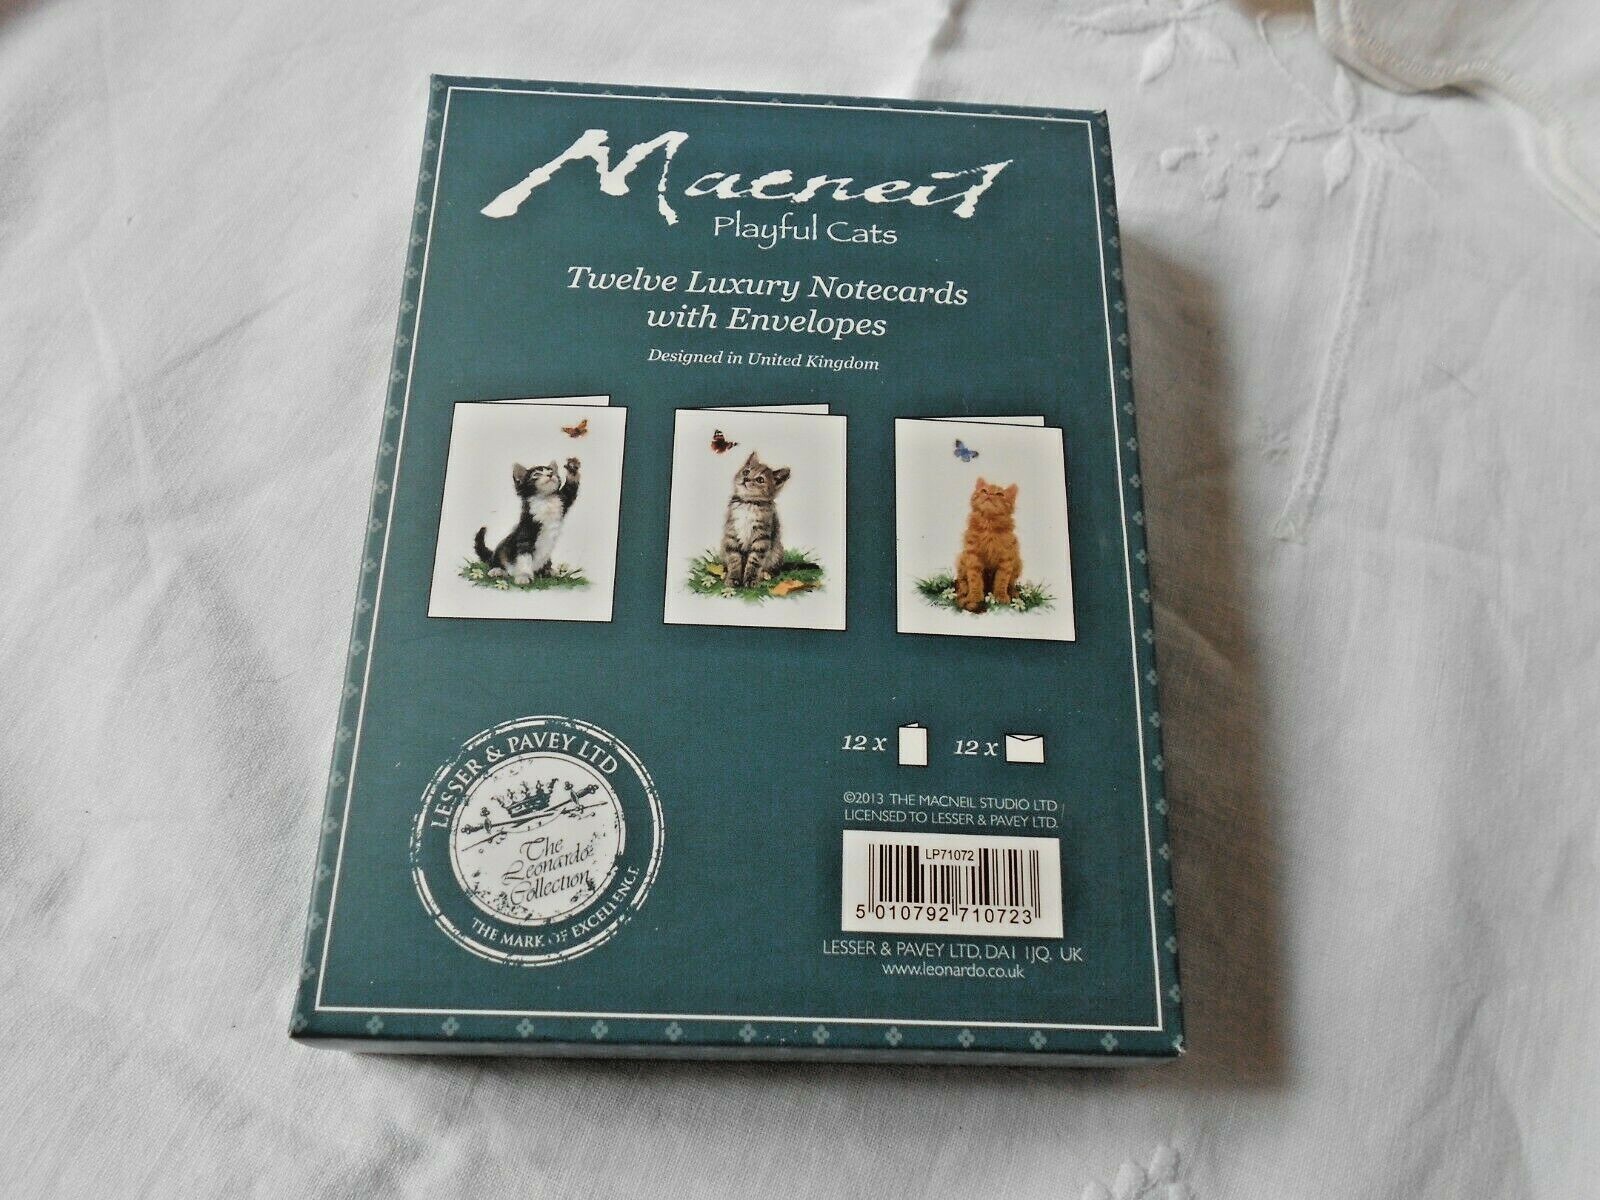 Macneil
Playful Cats
Twelve Luxury Notecards
with Envelopes
Designed in United Kingdom
LESSER & PAVEY LTD
The
Leonardo
Collection
THE MARK OF EXCELLENCE
12 x 12 x
©2013 THE MACNEIL STUDIO LTD
LICENSED TO LESSER & PAVEY LTD.
LP71072
5 010792 710723
LESSER & PAVEY LTD, DA1 1JQ. UK
www.leonardo.co.uk